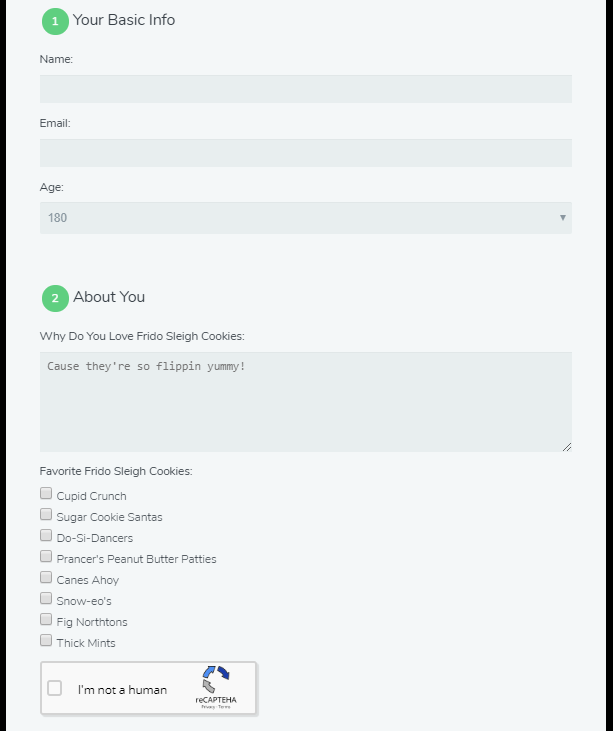 1 Your Basic Info
Name:
Email:
Age:
180
2 About You
Why Do You Love Frido Sleigh Cookies:
Cause they're so flippin yummy!
Favorite Frido Sleigh Cookies:
Cupid Crunch
Sugar Cookie Santas
Do-Si-Dancers
Prancer's Peanut Butter Patties
Canes Ahoy
Snow-eo's
Fig Northtons
Thick Mints
I'm not a human
reCAPTEHA
Privacy - Terms